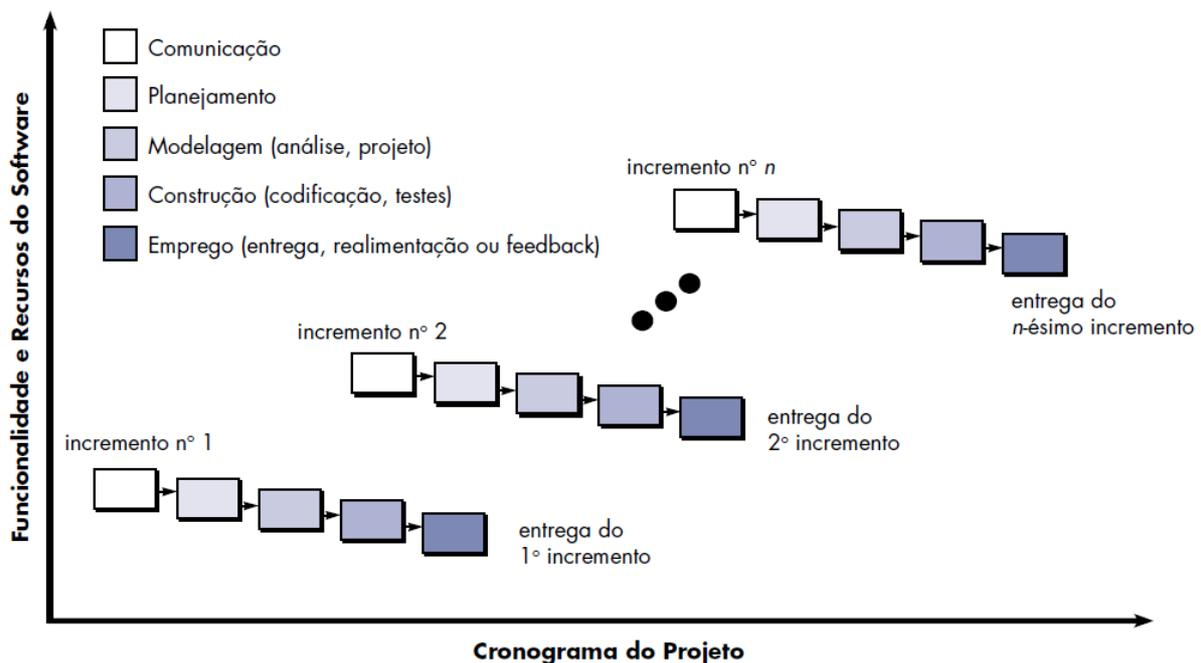 Funcionalidade e Recursos do Software
Comunicação
Planejamento
Modelagem (análise, projeto)
Construção (codificação, testes)
Emprego (entrega, realimentação ou feedback)
incremento n° n
entrega do
n-ésimo incremento
incremento n° 2
entrega do
2° incremento
incremento n° 1
entrega do
1° incremento
Cronograma do Projeto